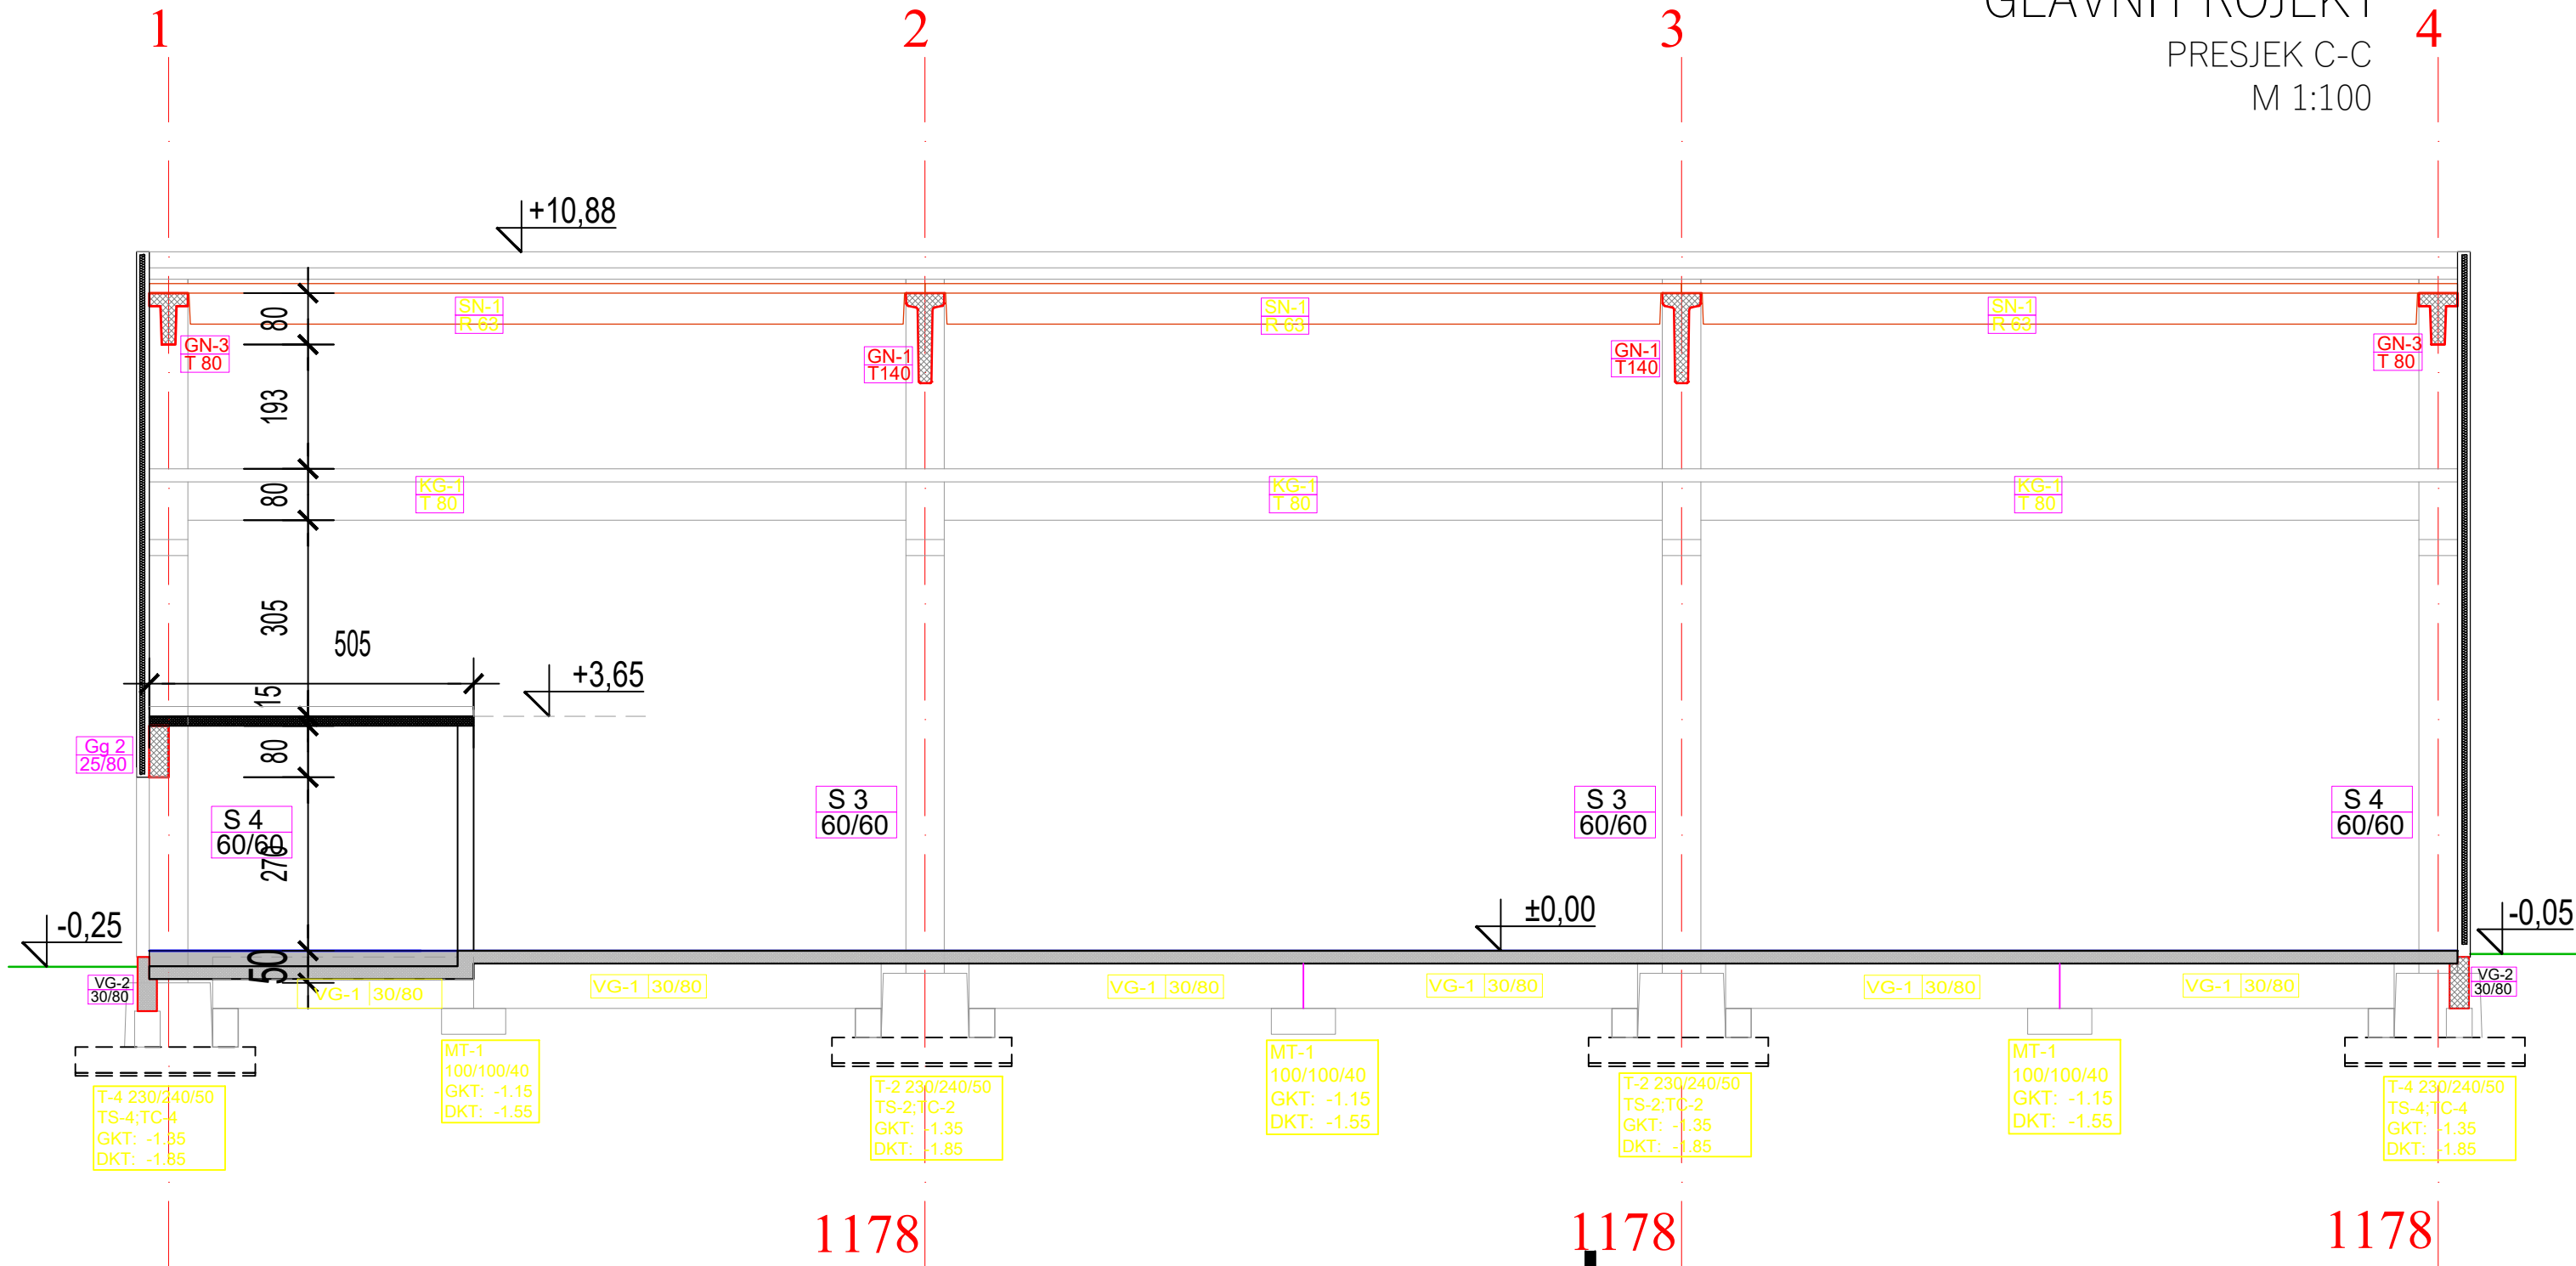 1
2
3
4
GLAVNI PROJEKT
PRESJEK C-C
M 1:100
+10,88
80
SN-1
R 63
SN-1
R 63
SN-1
R 63
GN-3
T 80
GN-1
T140
GN-1
T140
GN-3
T 80
193
80
KG-1
T 80
KG-1
T 80
KG-1
T 80
305
505
+3,65
15
Gg 2
25/80
80
S 4
60/60
270
S 3
60/60
S 3
60/60
S 4
60/60
-0,25
±0,00
-0,05
50
VG-2
30/80
VG-1 30/80
VG-1 30/80
VG-1 30/80
VG-1 30/80
VG-1 30/80
VG-1 30/80
VG-2
30/80
T-4 230/240/50
TS-4;TC-4
GKT: -1.35
DKT: -1.85
MT-1
100/100/40
GKT: -1.15
DKT: -1.55
T-2 230/240/50
TS-2;TC-2
GKT: -1.35
DKT: -1.85
MT-1
100/100/40
GKT: -1.15
DKT: -1.55
T-2 230/240/50
TS-2;TC-2
GKT: -1.35
DKT: -1.85
MT-1
100/100/40
GKT: -1.15
DKT: -1.55
T-4 230/240/50
TS-4;TC-4
GKT: -1.35
DKT: -1.85
1178
1178
1178